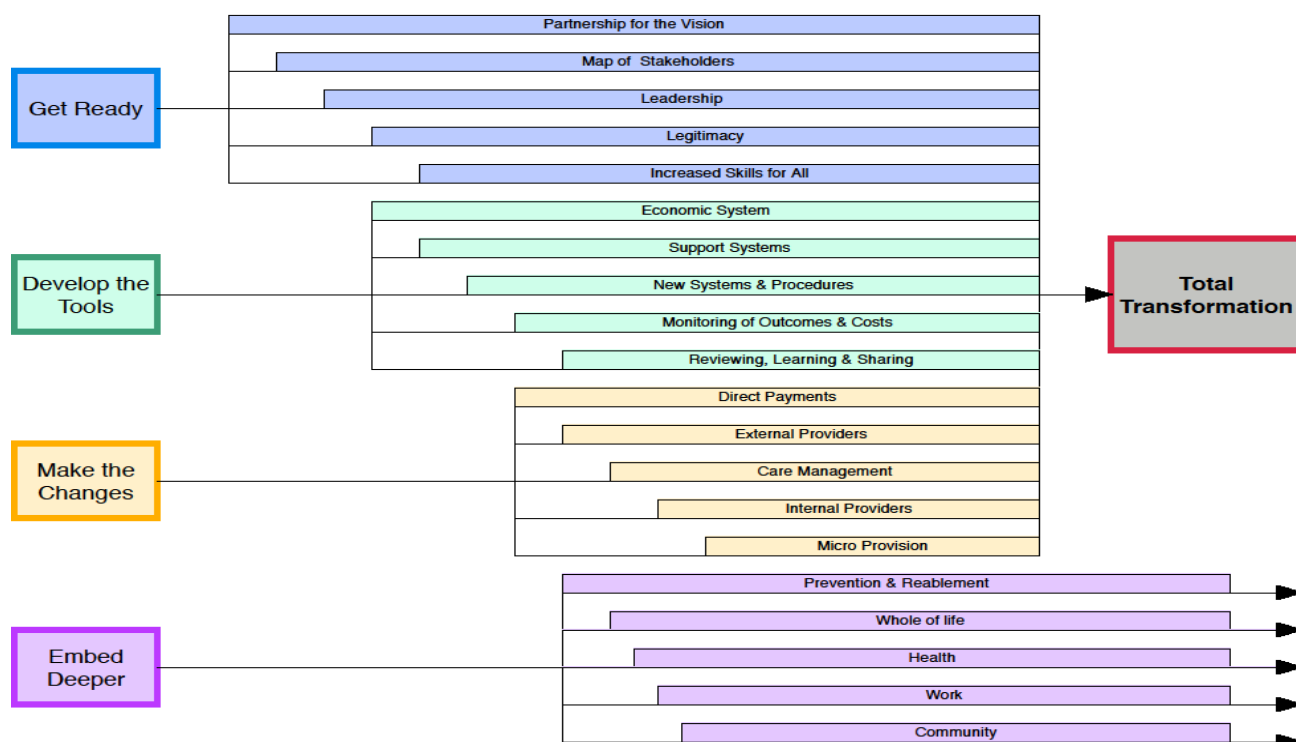 Partnership for the Vision
Map of Stakeholders
Get Ready
Leadership
Legitimacy
Increased Skills for All
Economic System
Support Systems
Develop the
Tools
New Systems & Procedures
Total
Transformation
Monitoring of Outcomes & Costs
Reviewing, Learning & Sharing
Direct Payments
External Providers
Make the
Changes
Care Management
Internal Providers
Micro Provision
Prevention & Reablement
Whole of life
Embed
Deeper
Health
Work
Community